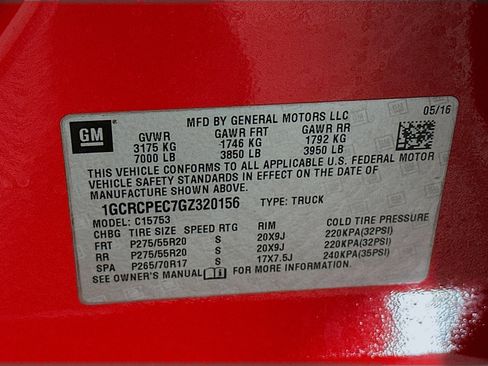 MFD BY GENERAL MOTORS LLC 05/16
GM GVWR GAWR FRT GAWR RR
3175 KG 1746 KG 1792 KG
7000 LB 3850 LB 3950 LB
THIS VEHICLE CONFORMS TO ALL APPLICABLE U.S. FEDERAL MOTOR
VEHICLE SAFETY STANDARDS IN EFFECT ON THE DATE OF
MANUFACTURE SHOWN ABOVE.
1GCRCPEC7GZ320156 TYPE: TRUCK
MODEL: C15753
CHBG TIRE SIZE SPEED RTG RIM COLD TIRE PRESSURE
FRT P275/55R20 S 20X9J 220KPA(32PSI)
RR P275/55R20 S 20X9J 220KPA(32PSI)
SPA P265/70R17 S 17X7.5J 240KPA(35PSI)
SEE OWNER'S MANUAL FOR MORE INFORMATION.